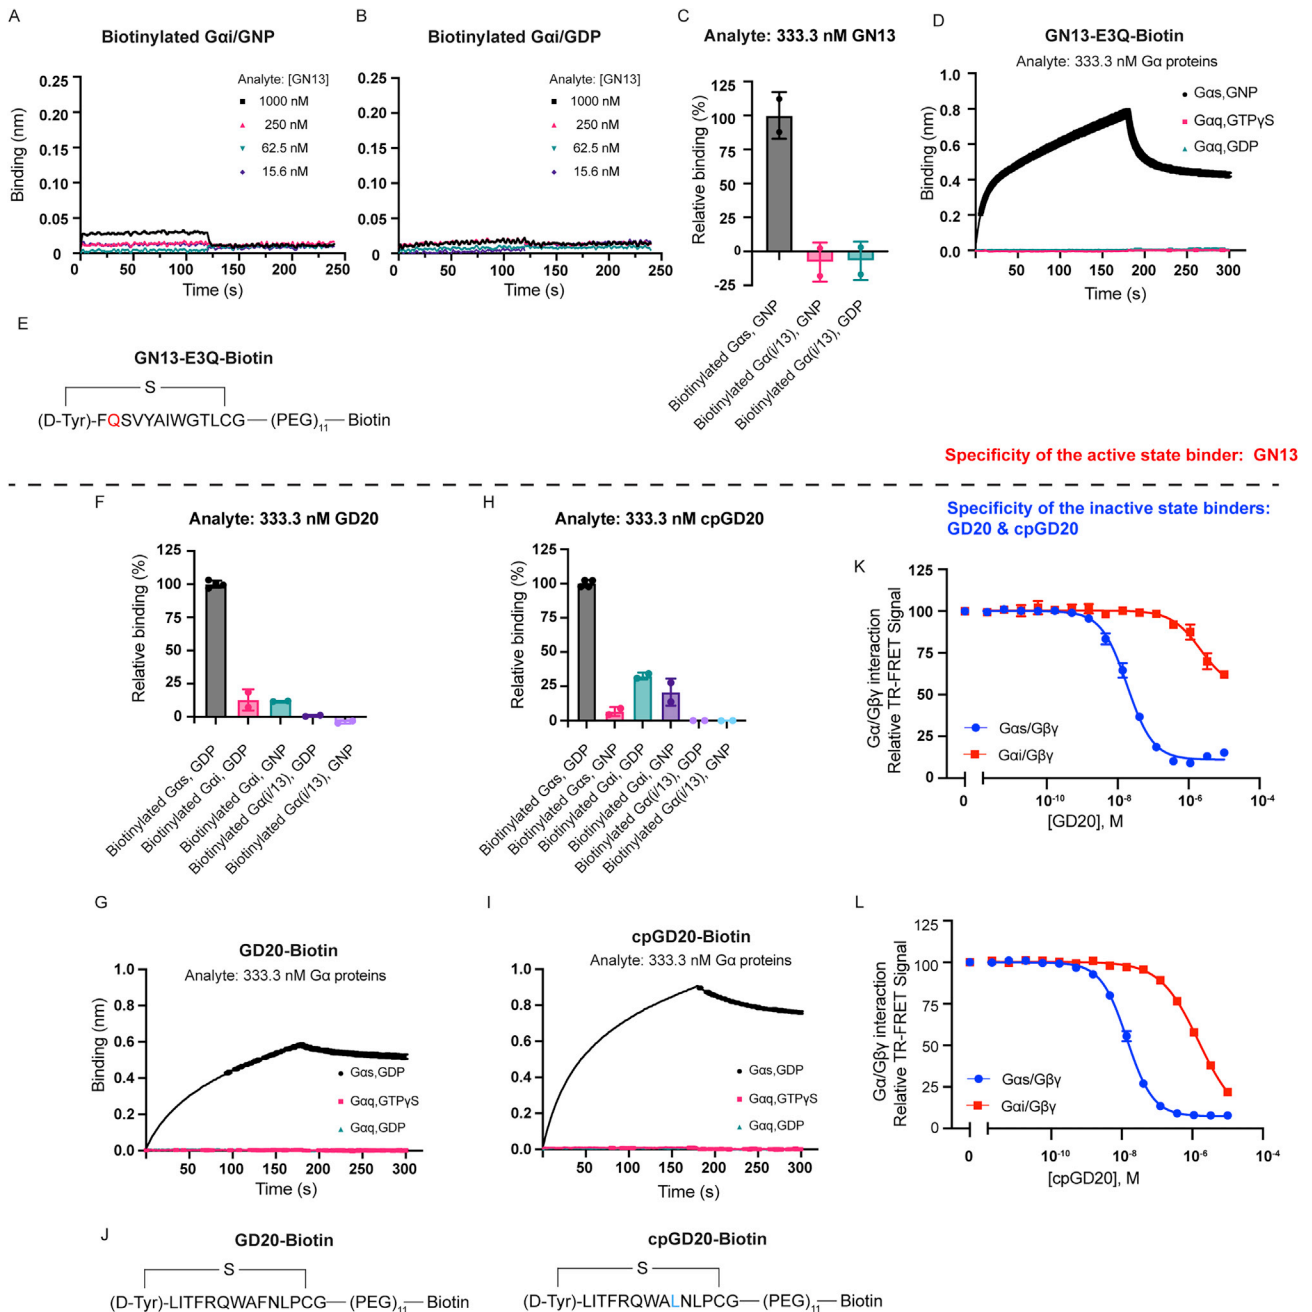 A
Biotinylated Gαi/GNP
Binding (nm)
0.25
0.20
0.15
0.10
0.05
0
Analyte: [GN13]
1000 nM
250 nM
62.5 nM
15.6 nM
50 100 150 200 250
Time (s)
B
Biotinylated Gαi/GDP
0.25
0.20
0.15
0.10
0.05
0
Analyte: [GN13]
1000 nM
250 nM
62.5 nM
15.6 nM
50 100 150 200 250
Time (s)
C
Analyte: 333.3 nM GN13
Relative binding (%)
125
100
75
50
25
0
-25
Biotinylated Gαs, GNP
Biotinylated Gα(i/13), GNP
Biotinylated Gα(i/13), GDP
D
GN13-E3Q-Biotin
Analyte: 333.3 nM Gα proteins
Binding (nm)
1.0
0.8
0.6
0.4
0.2
0.0
Gαs,GNP
Gαq,GTPγS
Gαq,GDP
50 100 150 200 250 300
Time (s)
E
GN13-E3Q-Biotin
S
(D-Tyr)-FQSVYAIWGTLCG—(PEG)11—Biotin
Specificity of the active state binder: GN13
Specificity of the inactive state binders:
GD20 & cpGD20
F
Analyte: 333.3 nM GD20
Relative binding (%)
125
100
75
50
25
0
Biotinylated Gαs, GDP
Biotinylated Gαi, GDP
Biotinylated Gαi, GNP
Biotinylated Gα(i/13), GDP
Biotinylated Gα(i/13), GNP
H
Analyte: 333.3 nM cpGD20
Relative binding (%)
125
100
75
50
25
0
Biotinylated Gαs, GDP
Biotinylated Gαs, GNP
Biotinylated Gαi, GDP
Biotinylated Gαi, GNP
Biotinylated Gα(i/13), GDP
Biotinylated Gα(i/13), GNP
K
Gα/Gβγ interaction
Relative TR-FRET Signal
125
100
75
50
25
0
Gαs/Gβγ
Gαi/Gβγ
0 10-10 10-8 10-6 10-4
[GD20], M
G
GD20-Biotin
Analyte: 333.3 nM Gα proteins
Binding (nm)
1.0
0.8
0.6
0.4
0.2
0.0
Gαs,GDP
Gαq,GTPγS
Gαq,GDP
0 50 100 150 200 250 300
Time (s)
I
cpGD20-Biotin
Analyte: 333.3 nM Gα proteins
1.0
0.8
0.6
0.4
0.2
0.0
Gαs,GDP
Gαq,GTPγS
Gαq,GDP
0 50 100 150 200 250 300
Time (s)
L
Gα/Gβγ interaction
Relative TR-FRET Signal
125
100
75
50
25
0
Gαs/Gβγ
Gαi/Gβγ
0 10-10 10-8 10-6 10-4
[cpGD20], M
J
GD20-Biotin
S
(D-Tyr)-LITFRQWAFNLPCG—(PEG)11—Biotin
cpGD20-Biotin
S
(D-Tyr)-LITFRQWALNLPCG—(PEG)11—Biotin